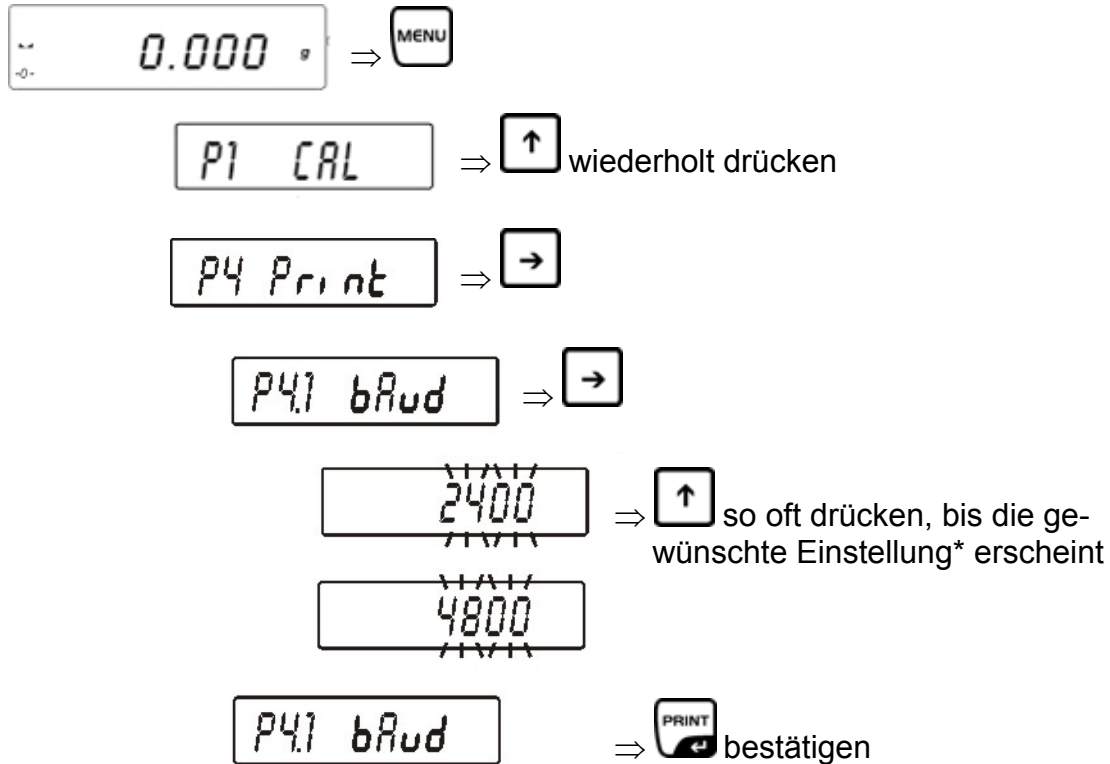 0.000 g ⇒ MENU
-0-
P1 CAL ⇒ ↑ wiederholt drücken
P4 Print ⇒ →
P4.1 bAud ⇒ →
2400 ⇒ ↑ so oft drücken, bis die ge-
wünschte Einstellung* erscheint
4800
P4.1 bAud ⇒ PRINT bestätigen